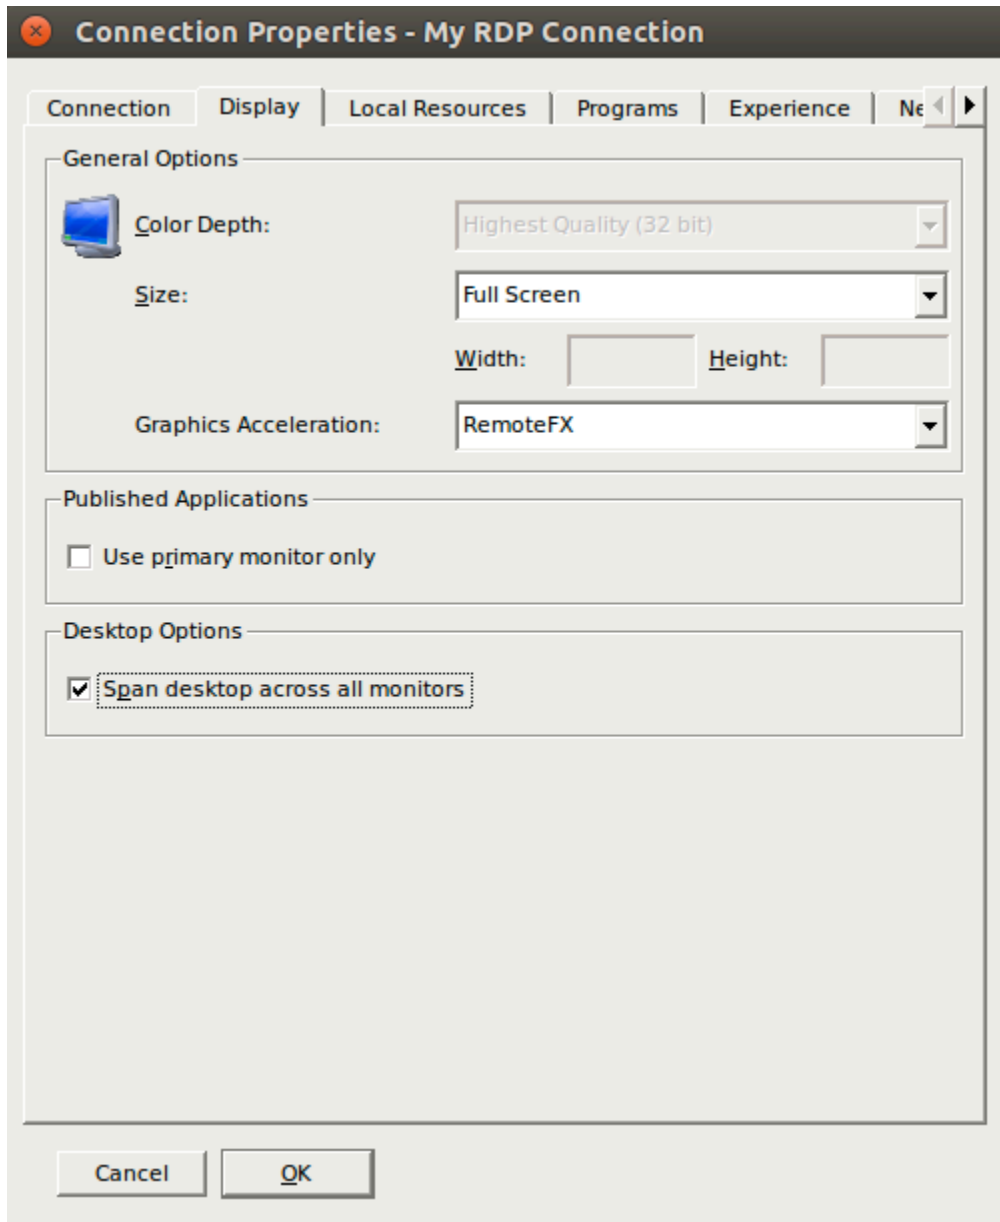 Connection Properties - My RDP Connection
Connection Display Local Resources Programs Experience
General Options
Color Depth: Highest Quality (32 bit)
Size: Full Screen
Width: Height:
Graphics Acceleration: RemoteFX
Published Applications
Use primary monitor only
Desktop Options
Span desktop across all monitors
Cancel OK